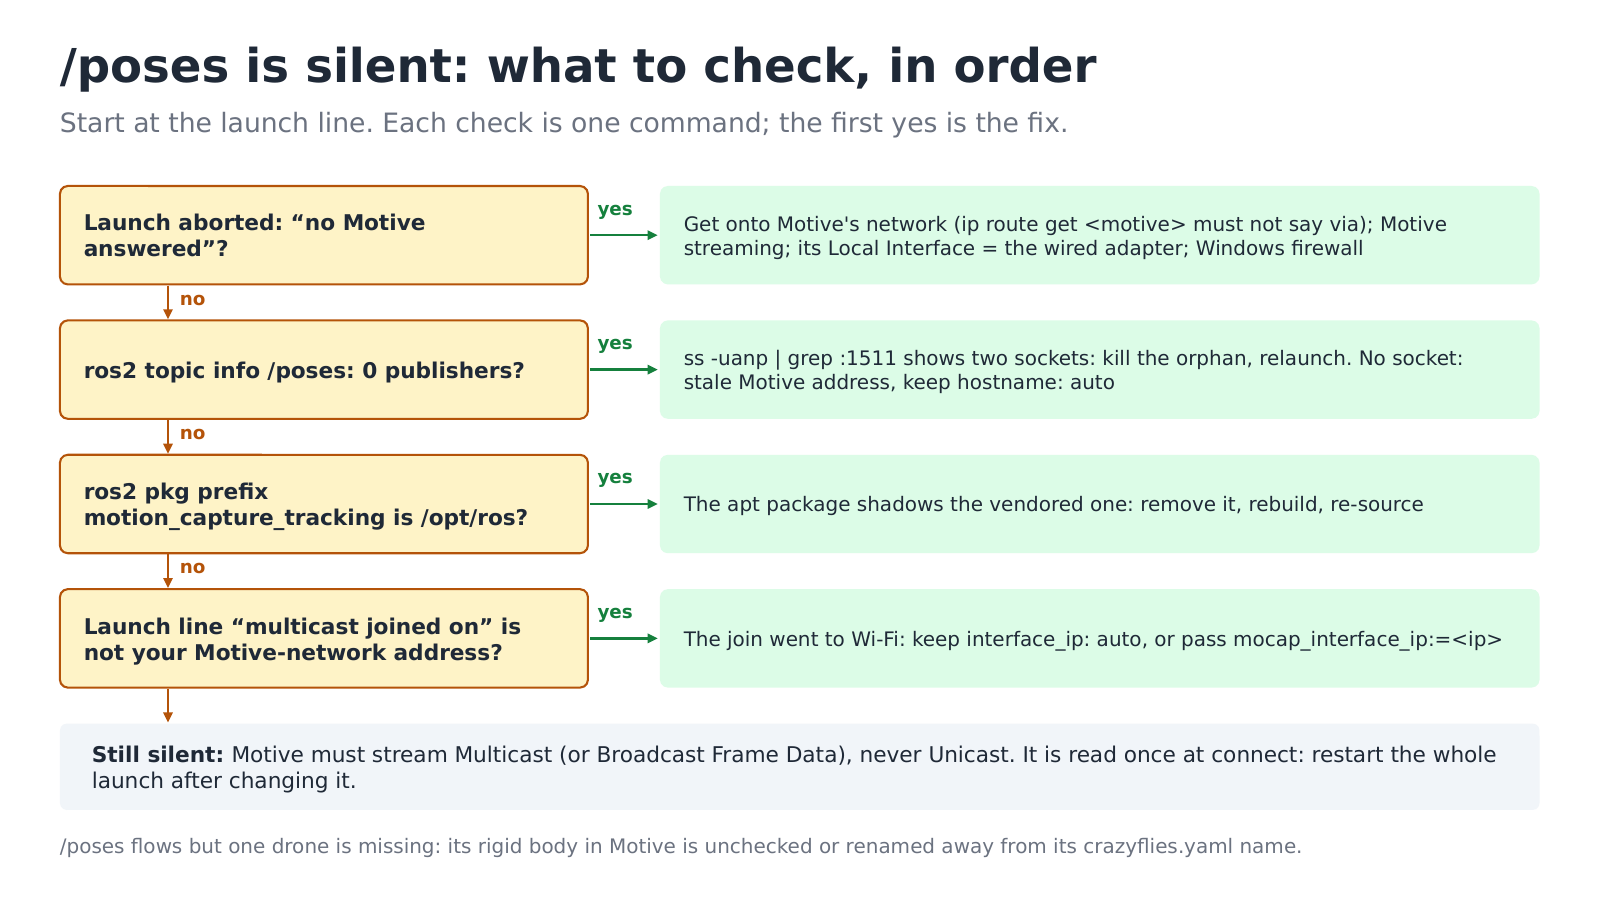 /poses is silent: what to check, in order
Start at the launch line. Each check is one command; the first yes is the fix.
Launch aborted: “no Motive
answered”?
yes
Get onto Motive's network (ip route get <motive> must not say via); Motive
streaming; its Local Interface = the wired adapter; Windows firewall
no
ros2 topic info /poses: 0 publishers?
yes
ss -uanp | grep :1511 shows two sockets: kill the orphan, relaunch. No socket:
stale Motive address, keep hostname: auto
no
ros2 pkg prefix
motion_capture_tracking is /opt/ros?
yes
The apt package shadows the vendored one: remove it, rebuild, re-source
no
Launch line “multicast joined on” is
not your Motive-network address?
yes
The join went to Wi-Fi: keep interface_ip: auto, or pass mocap_interface_ip:=<ip>
Still silent: Motive must stream Multicast (or Broadcast Frame Data), never Unicast. It is read once at connect: restart the whole
launch after changing it.
/poses flows but one drone is missing: its rigid body in Motive is unchecked or renamed away from its crazyflies.yaml name.